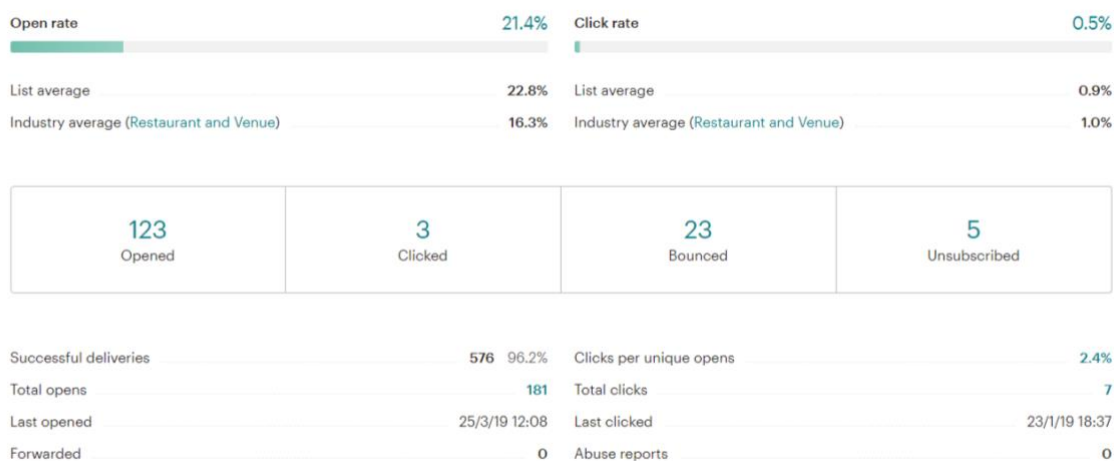 Open rate 21.4% Click rate 0.5%
List average 22.8% List average 0.9%
Industry average (Restaurant and Venue) 16.3% Industry average (Restaurant and Venue) 1.0%
123 3 23 5
Opened Clicked Bounced Unsubscribed
Successful deliveries 576 96.2% Clicks per unique opens 2.4%
Total opens 181 Total clicks 7
Last opened 25/3/19 12:08 Last clicked 23/1/19 18:37
Forwarded 0 Abuse reports 0